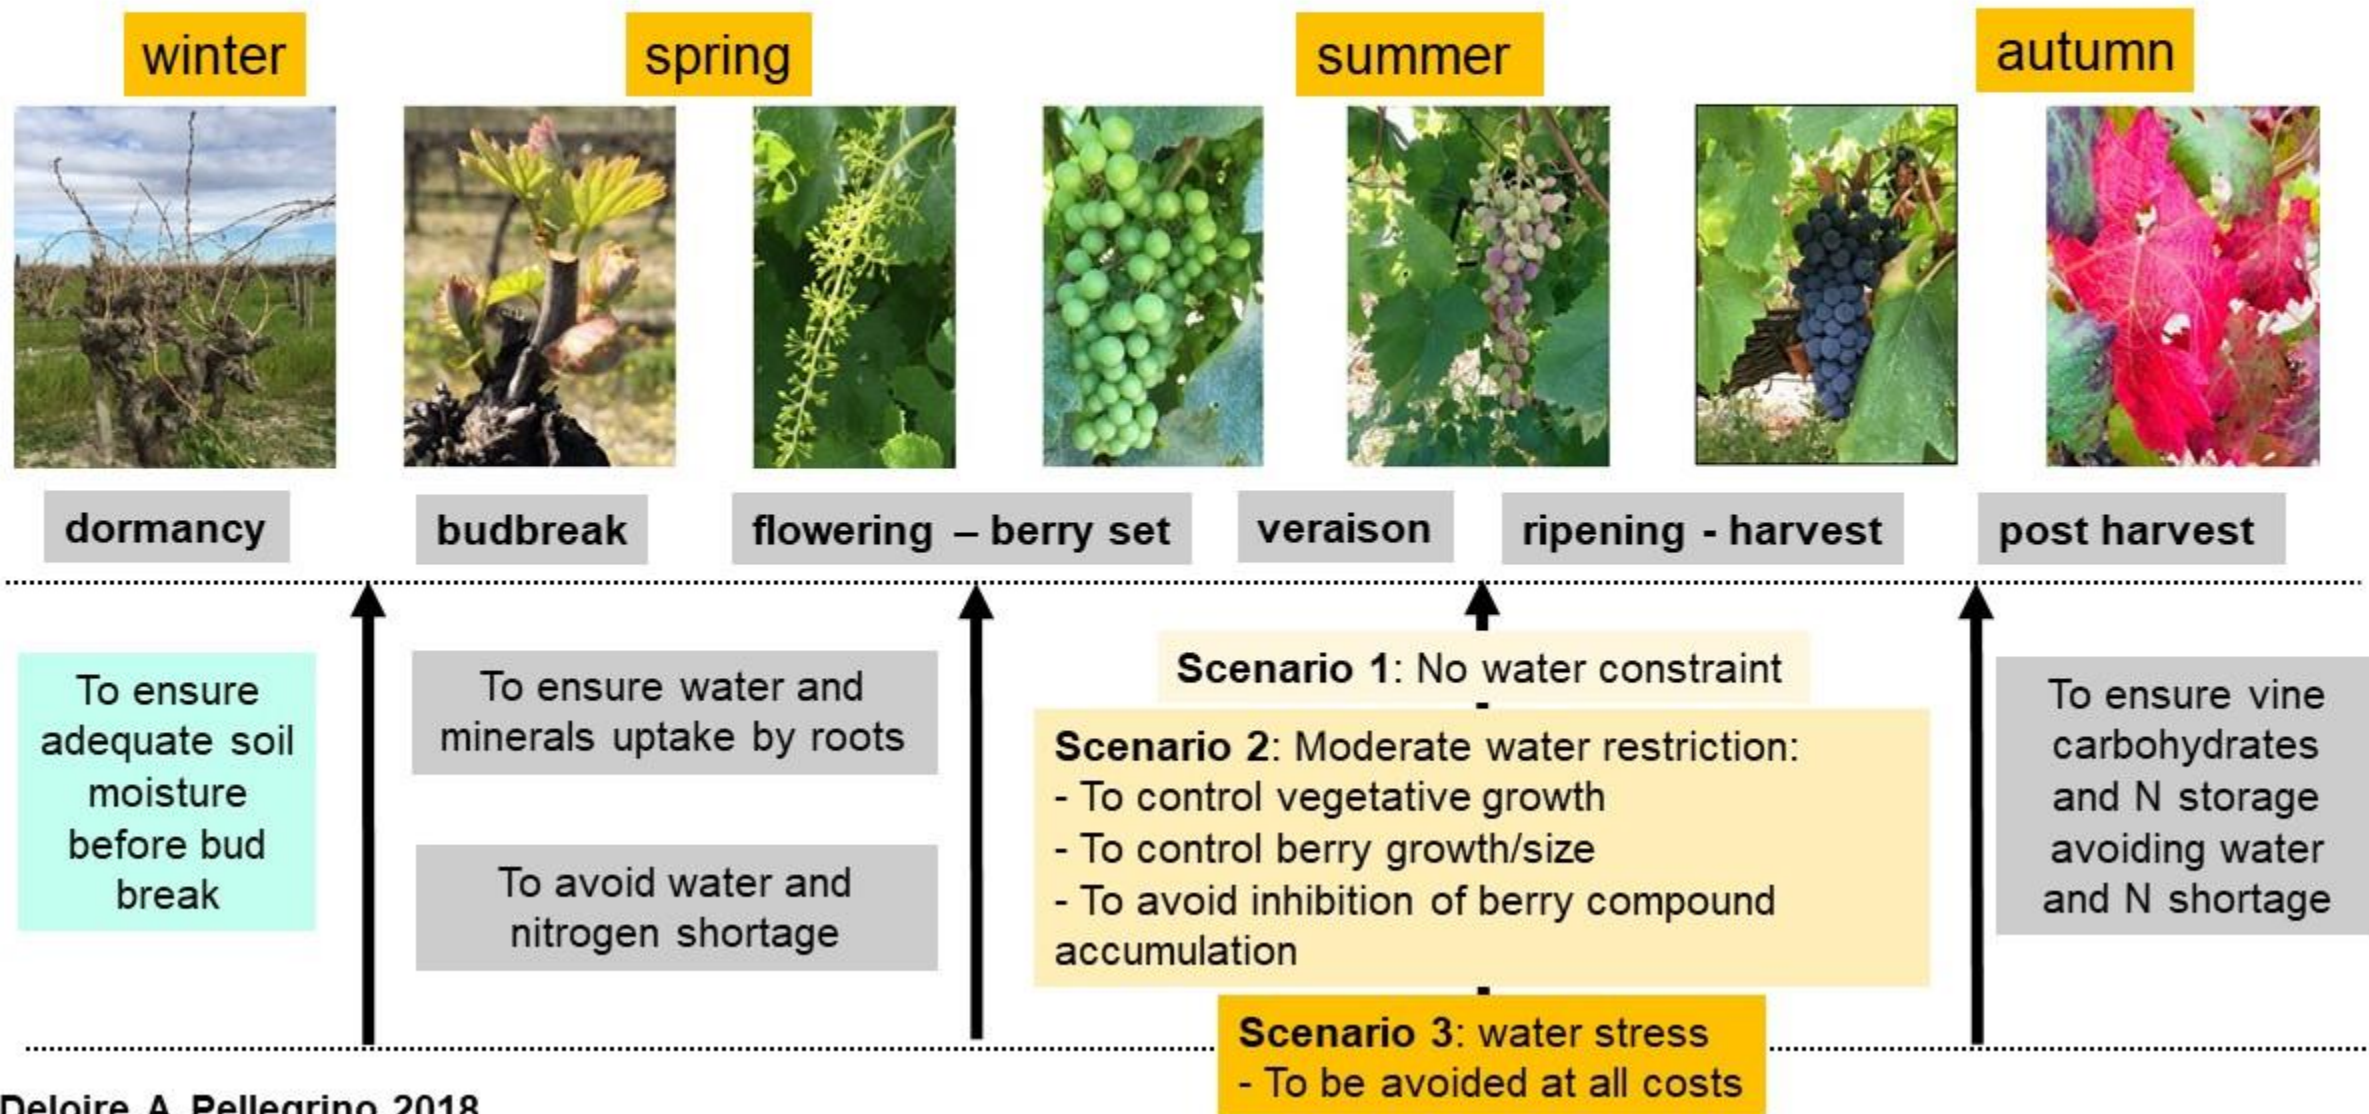 winter
spring
summer
autumn
dormancy
budbreak
flowering – berry set
veraison
ripening - harvest
post harvest
To ensure
adequate soil
moisture
before bud
break
To ensure water and
minerals uptake by roots
To avoid water and
nitrogen shortage
Scenario 1: No water constraint
Scenario 2: Moderate water restriction:
- To control vegetative growth
- To control berry growth/size
- To avoid inhibition of berry compound
accumulation
Scenario 3: water stress
- To be avoided at all costs
To ensure vine
carbohydrates
and N storage
avoiding water
and N shortage
Deloire A Pellegrino 2018